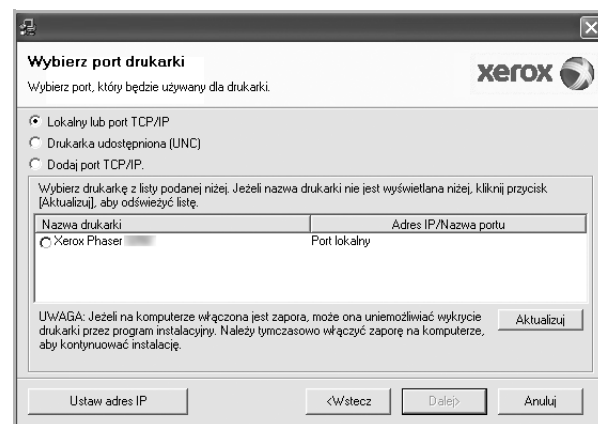 Wybierz port drukarki
Wybierz port, który będzie używany dla drukarki.
xerox
Lokalny lub port TCP/IP
Drukarka udostępniona (UNC)
Dodaj port TCP/IP.
Wybierz drukarkę z listy podanej niżej. Jeżeli nazwa drukarki nie jest wyświetlana niżej, kliknij przycisk
[Aktualizuj], aby odświeżyć listę.
Nazwa drukarki Adres IP/Nazwa portu
Xerox Phaser Port lokalny
UWAGA: Jeżeli na komputerze włączona jest zapora, może ona uniemożliwiać wykrycie
drukarki przez program instalacyjny. Należy tymczasowo włączyć zaporę na komputerze,
aby kontynuować instalację.
Aktualizuj
Ustaw adres IP <Wstecz Dalej> Anuluj